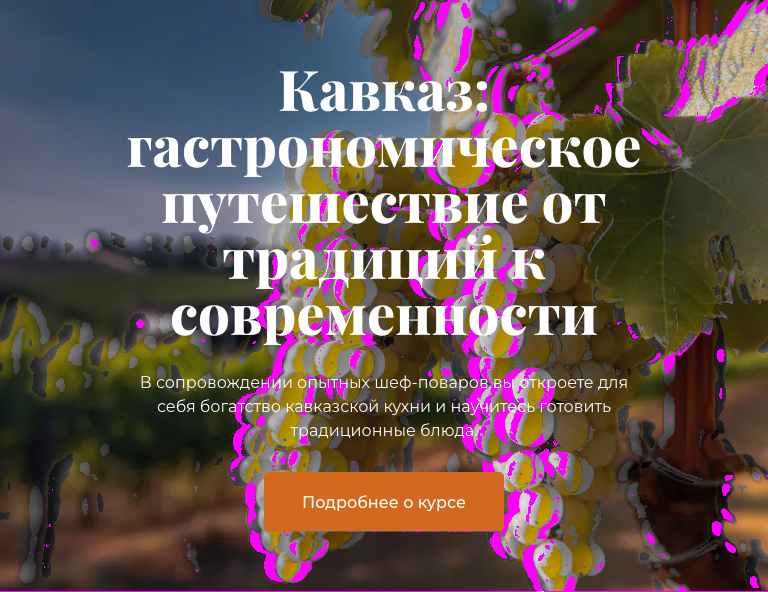 Кавказ:
гастрономическое
путешествие от
традиций к
современности
В сопровождении опытных шеф-поваров вы откроете для
себя богатство кавказской кухни и научитесь готовить
традиционные блюда...
Подробнее о курсе